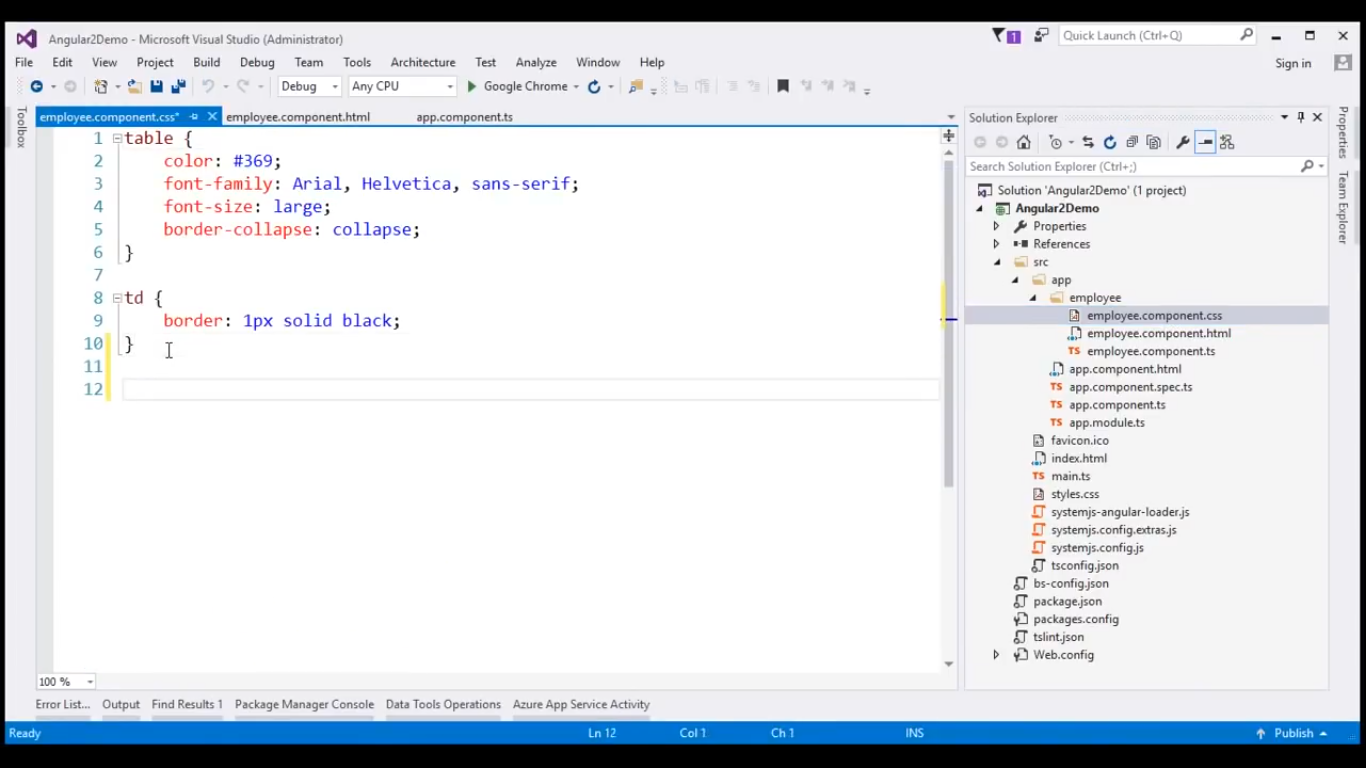 Angular2Demo - Microsoft Visual Studio (Administrator)
1
Quick Launch (Ctrl+Q)
File Edit View Project Build Debug Team Tools Architecture Test Analyze Window Help
Sign in
Debug Any CPU Google Chrome
Toolbox
employee.component.css* employee.component.html app.component.ts
1 table {
2 color: #369;
3 font-family: Arial, Helvetica, sans-serif;
4 font-size: large;
5 border-collapse: collapse;
6 }
7
8 td {
9 border: 1px solid black;
10 }
11
12
100 %
Solution Explorer
Search Solution Explorer (Ctrl+;)
Solution 'Angular2Demo' (1 project)
Angular2Demo
Properties
References
src
app
employee
employee.component.css
employee.component.html
TS employee.component.ts
app.component.html
TS app.component.spec.ts
TS app.component.ts
TS app.module.ts
favicon.ico
index.html
TS main.ts
styles.css
systemjs-angular-loader.js
systemjs.config.extras.js
systemjs.config.js
tsconfig.json
bs-config.json
package.json
packages.config
tslint.json
Web.config
Properties
Team Explorer
Error List... Output Find Results 1 Package Manager Console Data Tools Operations Azure App Service Activity
Ready Ln 12 Col 1 Ch 1 INS Publish